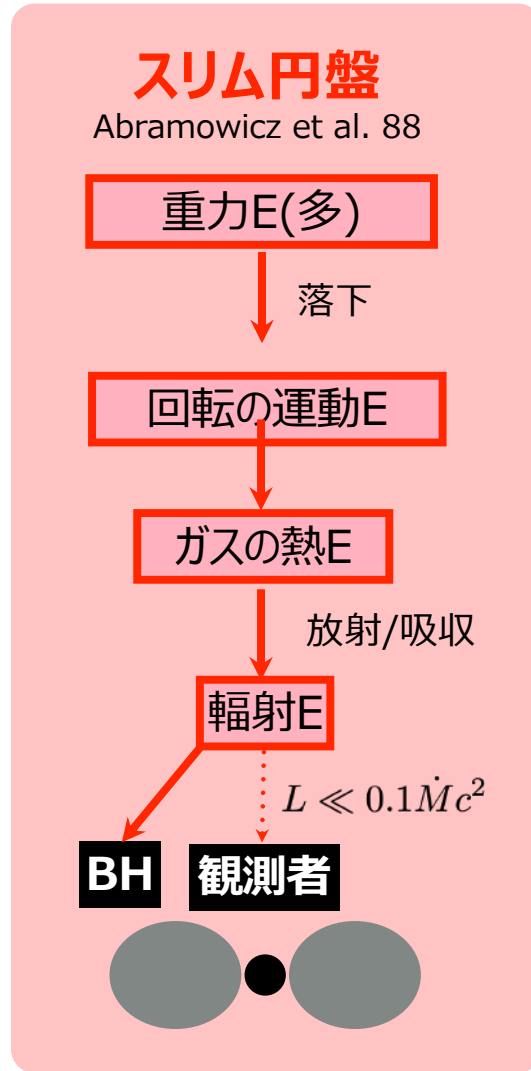 スリム円盤
Abramowicz et al. 88
重力E(多)
落下
回転の運動E
ガスの熱E
放射/吸収
輻射E
L ≪ 0.1Ṁc²
BH 観測者